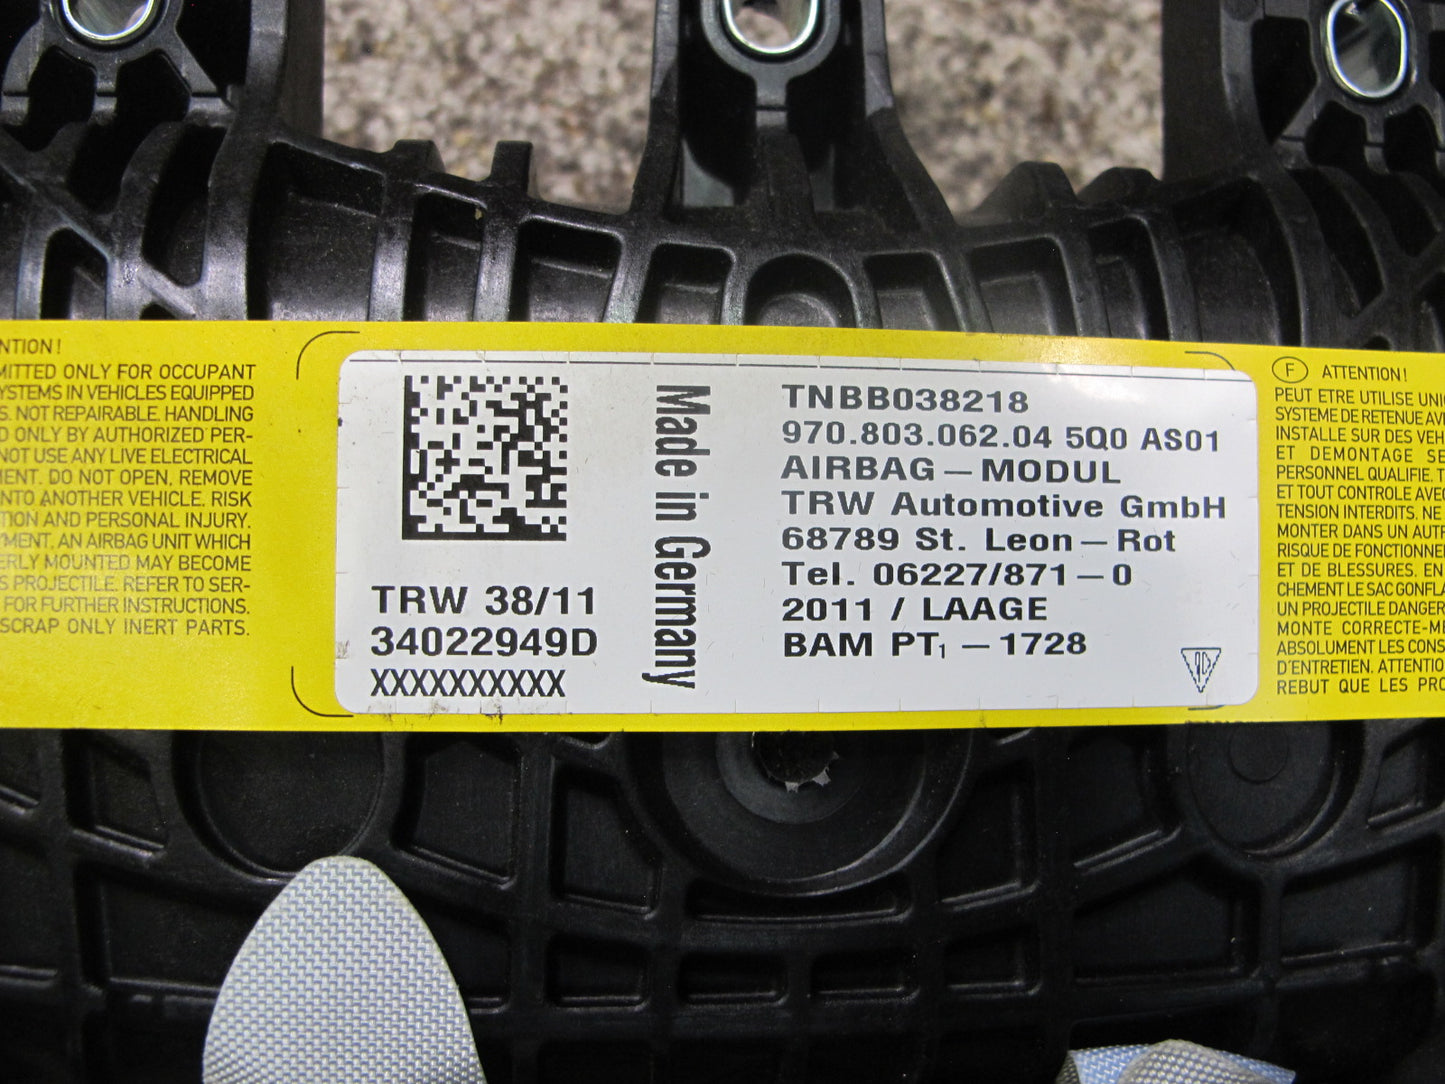 NTION!
MITTED ONLY FOR OCCUPANT
YSTEMS IN VEHICLES EQUIPPED
S. NOT REPAIRABLE. HANDLING
D ONLY BY AUTHORIZED PER-
NOT USE ANY LIVE ELECTRICAL
MENT. DO NOT OPEN, REMOVE
NTO ANOTHER VEHICLE. RISK
TION AND PERSONAL INJURY.
YMENT, AN AIRBAG UNIT WHICH
ERLY MOUNTED MAY BECOME
S PROJECTILE. REFER TO SER-
FOR FURTHER INSTRUCTIONS.
SCRAP ONLY INERT PARTS.
TRW 38/11
34022949D
XXXXXXXXXX
Made in Germany
TNBB038218
970.803.062.04 5Q0 AS01
AIRBAG – MODUL
TRW Automotive GmbH
68789 St. Leon – Rot
Tel. 06227/871 – 0
2011 / LAAGE
BAM PT₁ – 1728
F ATTENTION!
PEUT ETRE UTILISE UNI
SYSTEME DE RETENUE AV
INSTALLE SUR DES VEH
ET DEMONTAGE SE
PERSONNEL QUALIFIE. T
ET TOUT CONTROLE AVEC
TENSION INTERDITS. NE
MONTER DANS UN AUTR
RISQUE DE FONCTIONNE
ET DE BLESSURES. EN
CHEMENT LE SAC GONFLA
UN PROJECTILE DANGER
MONTE CORRECTE-ME
ABSOLUMENT LES CONS
D'ENTRETIEN. ATTENTIO
REBUT QUE LES PRO